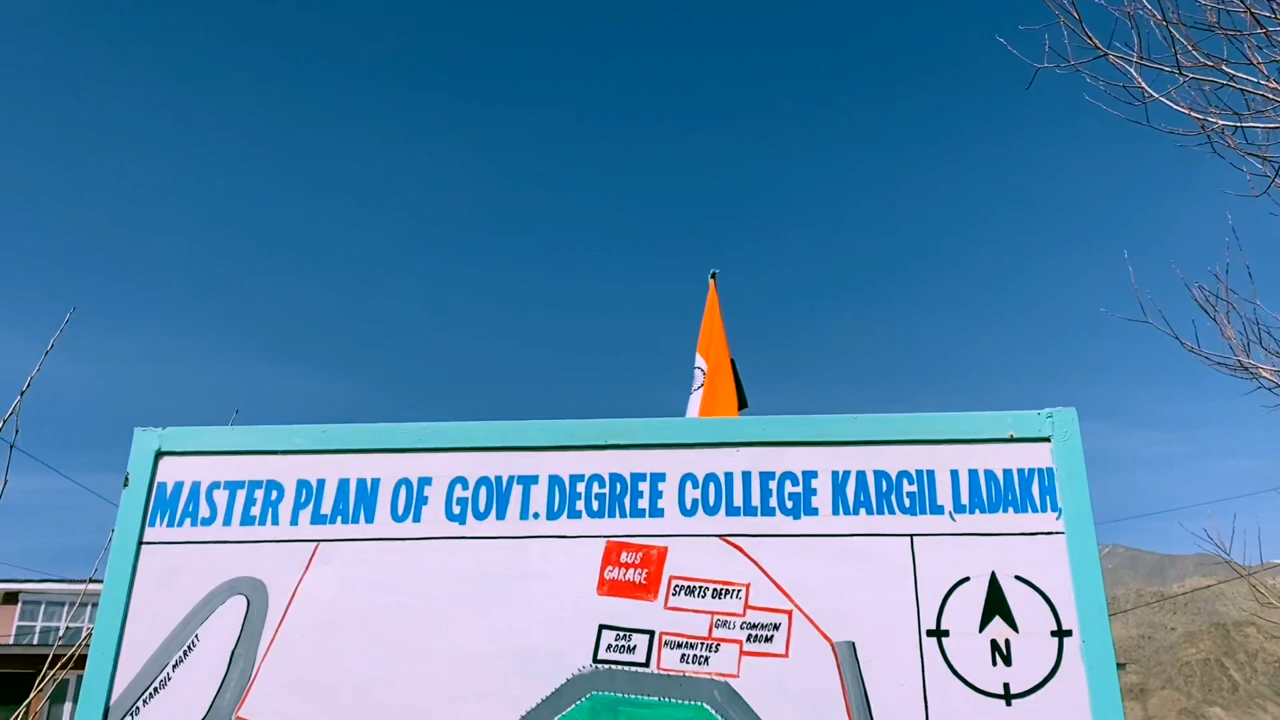 MASTER PLAN OF GOVT. DEGREE COLLEGE KARGIL, LADAKH,
BUS
GARAGE
SPORTS DEPTT.
GIRLS COMMON
ROOM
DAS
ROOM
HUMANITIES
BLOCK
TO KARGIL MARKET
N